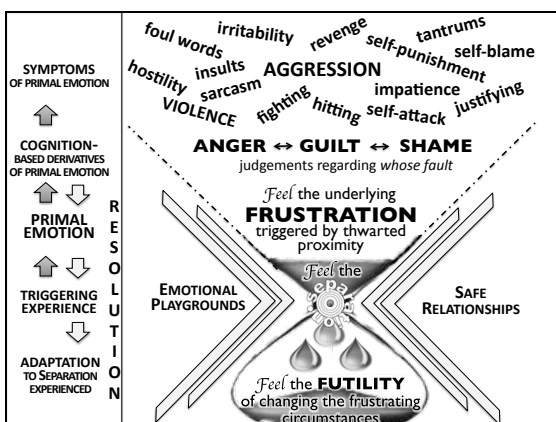 SYMPTOMS
OF PRIMAL EMOTION
COGNITION-
BASED DERIVATIVES
OF PRIMAL EMOTION
PRIMAL
EMOTION
TRIGGERING
EXPERIENCE
ADAPTATION
TO SEPARATION
EXPERIENCED
RESOLUTION
foul words
irritability
revenge
tantrums
self-punishment
self-blame
hostility
insults
AGGRESSION
sarcasm
impatience
VIOLENCE
fighting
hitting
self-attack
justifying
ANGER ↔ GUILT ↔ SHAME
judgements regarding whose fault
Feel the underlying
FRUSTRATION
triggered by thwarted
proximity
Feel the
EMOTIONAL
PLAYGROUNDS
SAFE
RELATIONSHIPS
Feel the FUTILITY
of changing the frustrating
circumstances